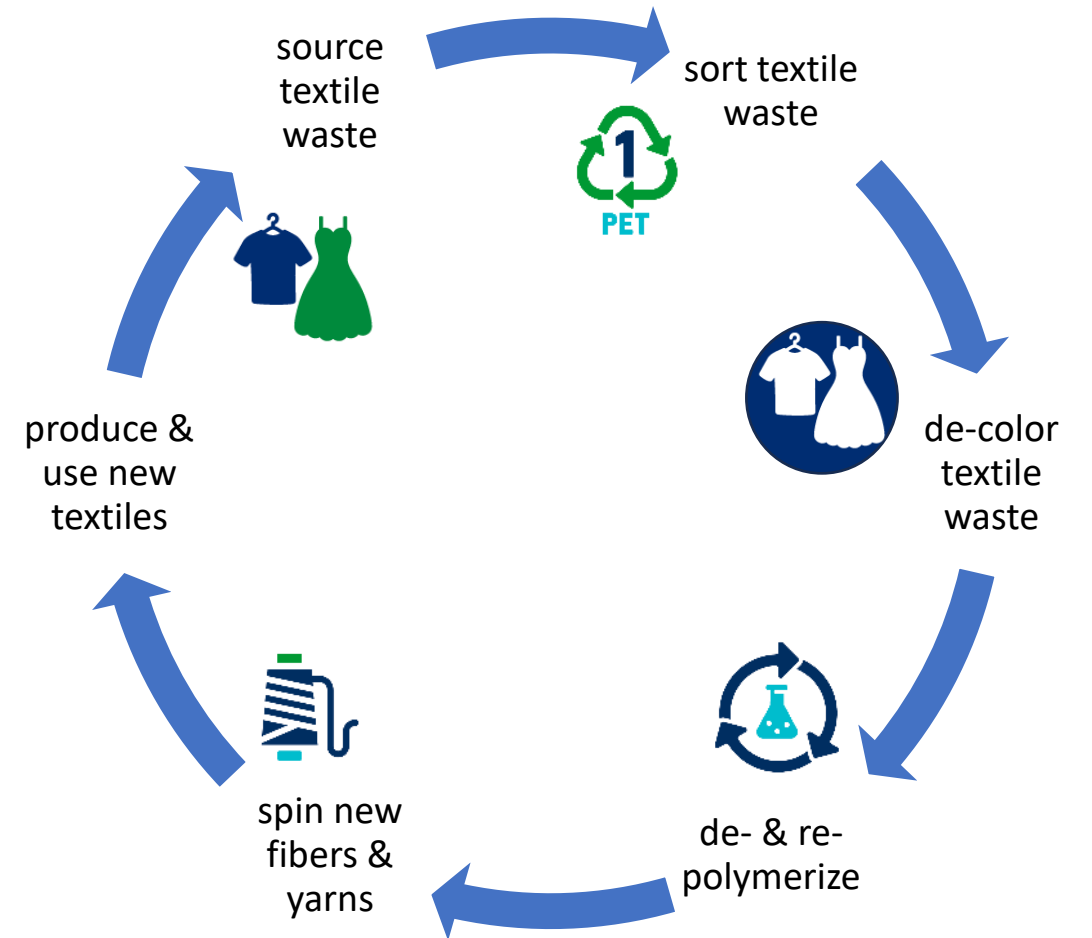 source
textile
waste
sort textile
waste
1
PET
de-color
textile
waste
de- & re-
polymerize
spin new
fibers &
yarns
produce &
use new
textiles